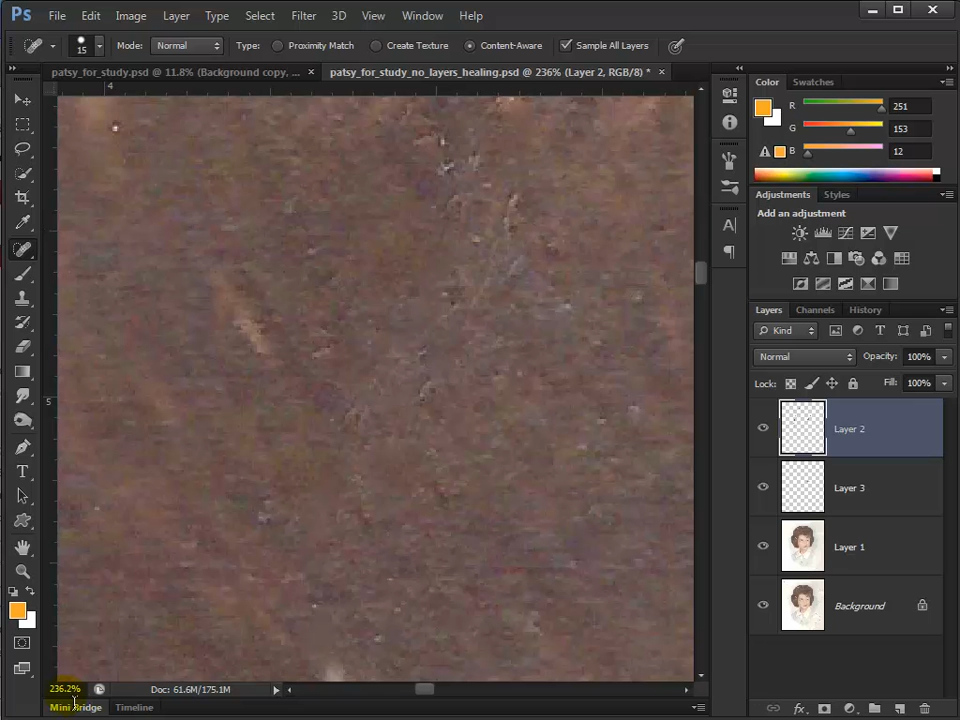 Ps File Edit Image Layer Type Select Filter 3D View Window Help
15 Mode: Normal Type: Proximity Match Create Texture Content-Aware Sample All Layers
patsy_for_study.psd @ 11.8% (Background copy, ... × patsy_for_study_no_layers_healing.psd @ 236% (Layer 2, RGB/8) * ×
4
5
Color Swatches
R 251
G 153
B 12
Adjustments Styles
Add an adjustment
Layers Channels History
Kind
Normal Opacity: 100%
Lock: Fill: 100%
Layer 2
Layer 3
Layer 1
Background
236.2% Doc: 61.6M/175.1M
Mini Bridge Timeline